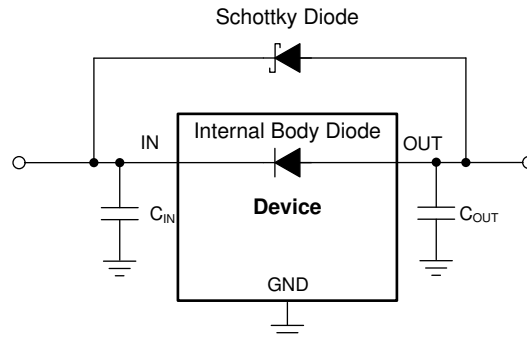 Schottky Diode
Internal Body Diode
IN
OUT
Device
CIN
COUT
GND